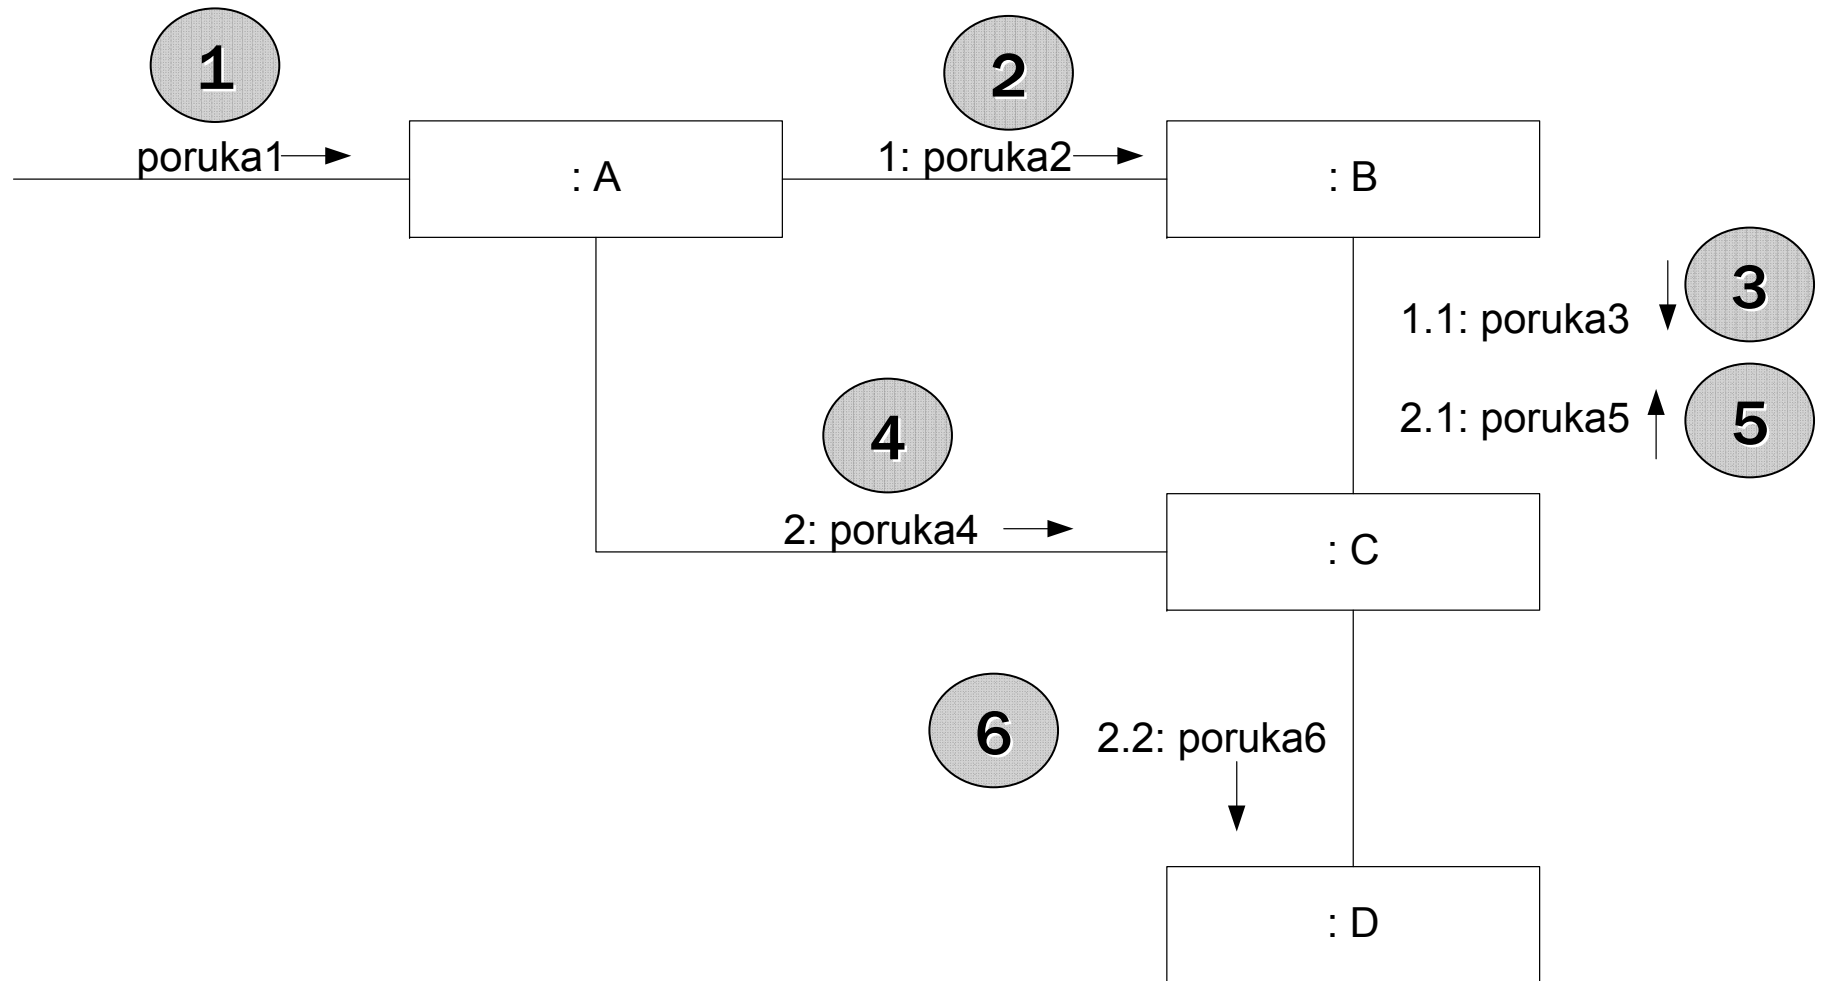 1
2
poruka1
1: poruka2
: A
: B
3
1.1: poruka3
5
2.1: poruka5
4
2: poruka4
: C
6
2.2: poruka6
: D